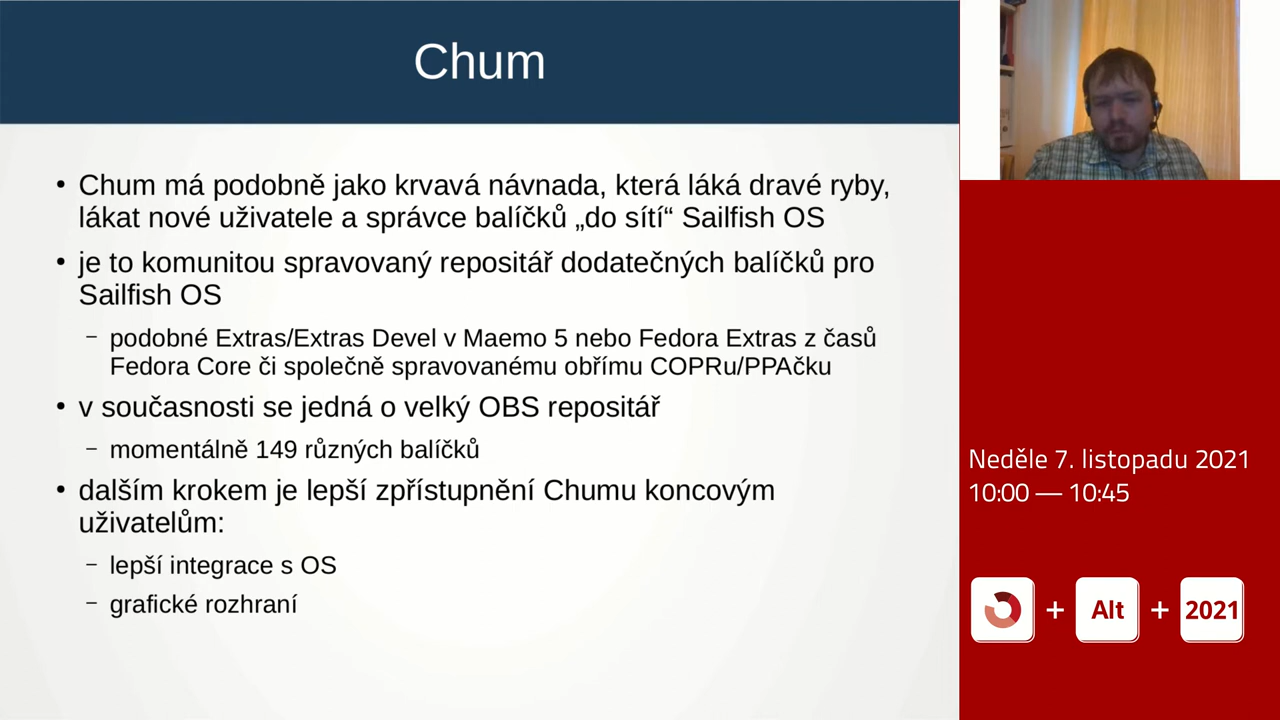 Chum
• Chum má podobně jako krvavá návnada, která láká dravé ryby,
lákat nové uživatele a správce balíčků „do sítí“ Sailfish OS
• je to komunitou spravovaný repositář dodatečných balíčků pro
Sailfish OS
– podobné Extras/Extras Devel v Maemo 5 nebo Fedora Extras z časů
Fedora Core či společně spravovanému obřímu COPRu/PPAčku
• v současnosti se jedná o velký OBS repositář
– momentálně 149 různých balíčků
• dalším krokem je lepší zpřístupnění Chumu koncovým
uživatelům:
– lepší integrace s OS
– grafické rozhraní
Neděle 7. listopadu 2021
10:00 — 10:45
+ Alt + 2021